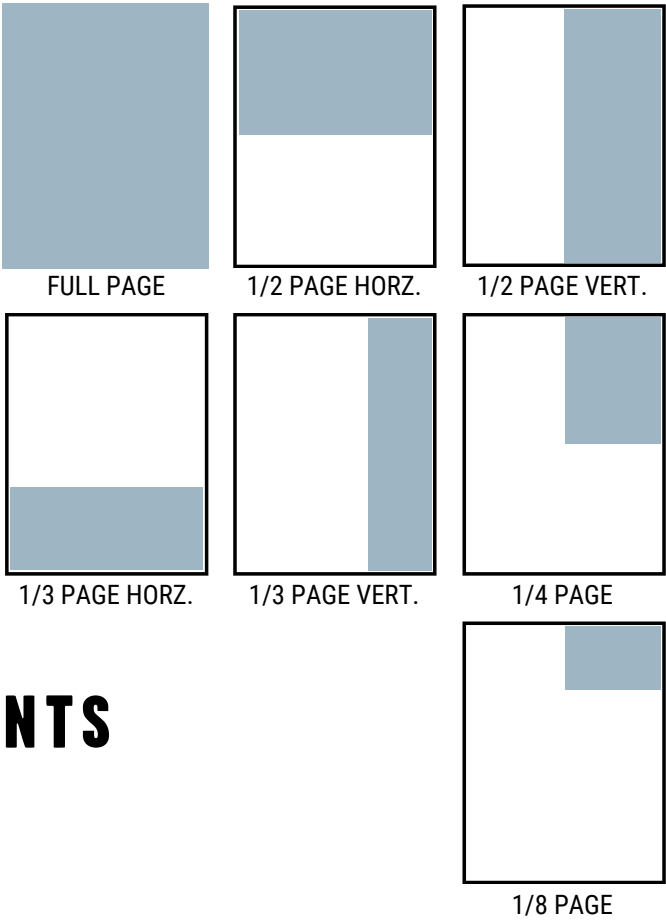 FULL PAGE
1/2 PAGE HORZ.
1/2 PAGE VERT.
1/3 PAGE HORZ.
1/3 PAGE VERT.
1/4 PAGE
NTS
1/8 PAGE